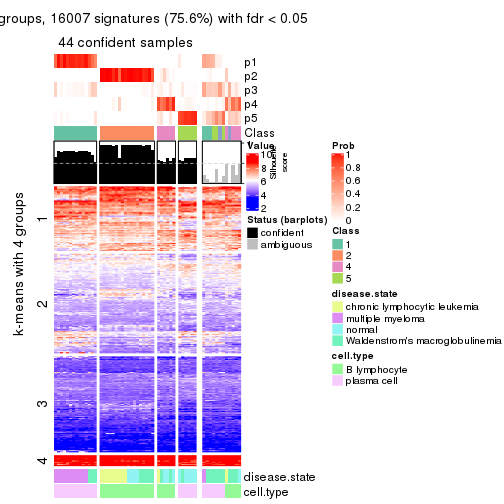 groups, 16007 signatures (75.6%) with fdr < 0.05
44 confident samples
p1
p2
p3
p4
p5
Class
Silhouette
score
k-means with 4 groups
1
2
3
4
disease.state
cell.type
Value
10
8
6
4
2
Status (barplots)
confident
ambiguous
Prob
1
0.8
0.6
0.4
0.2
0
Class
1
2
4
5
disease.state
chronic lymphocytic leukemia
multiple myeloma
normal
Waldenstrom's macroglobulinemia
cell.type
B lymphocyte
plasma cell